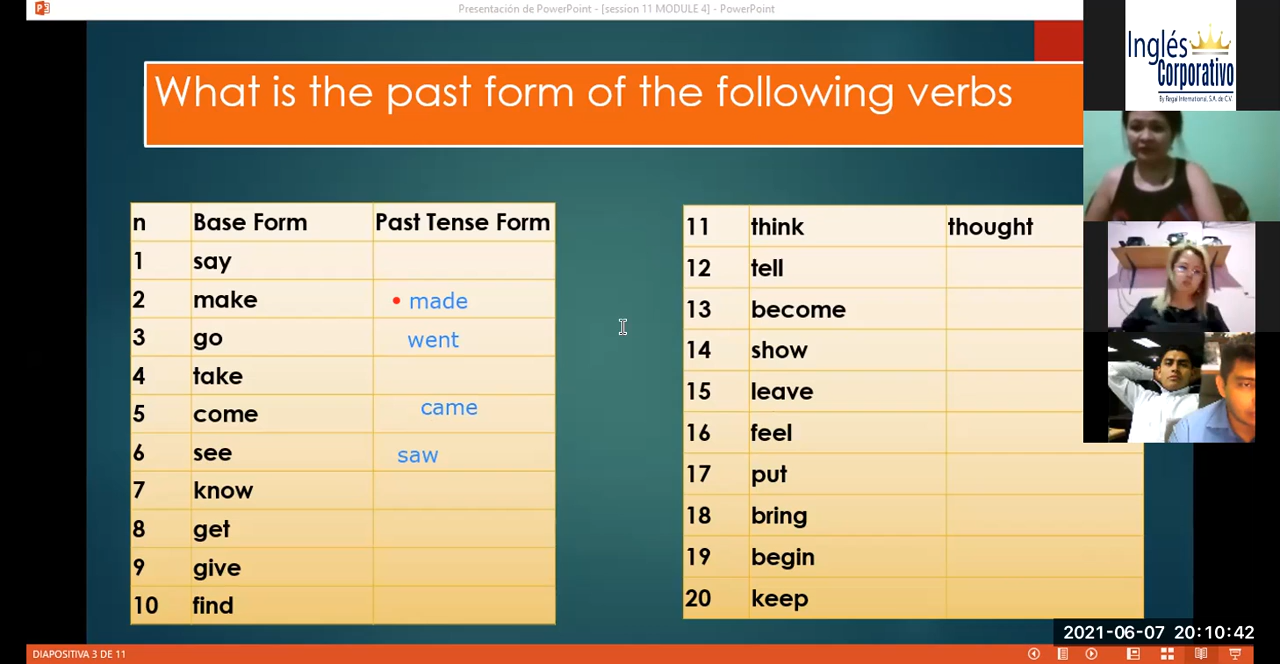 Presentación de PowerPoint - [session 11 MODULE 4] - PowerPoint
Inglés
Corporativo
By Regal International, S.A. de C.V.
What is the past form of the following verbs
n Base Form Past Tense Form
1 say
2 make • made
3 go went
4 take
5 come came
6 see saw
7 know
8 get
9 give
10 find
11 think thought
12 tell
13 become
14 show
15 leave
16 feel
17 put
18 bring
19 begin
20 keep
2021-06-07 20:10:42
DIAPOSITIVA 3 DE 11